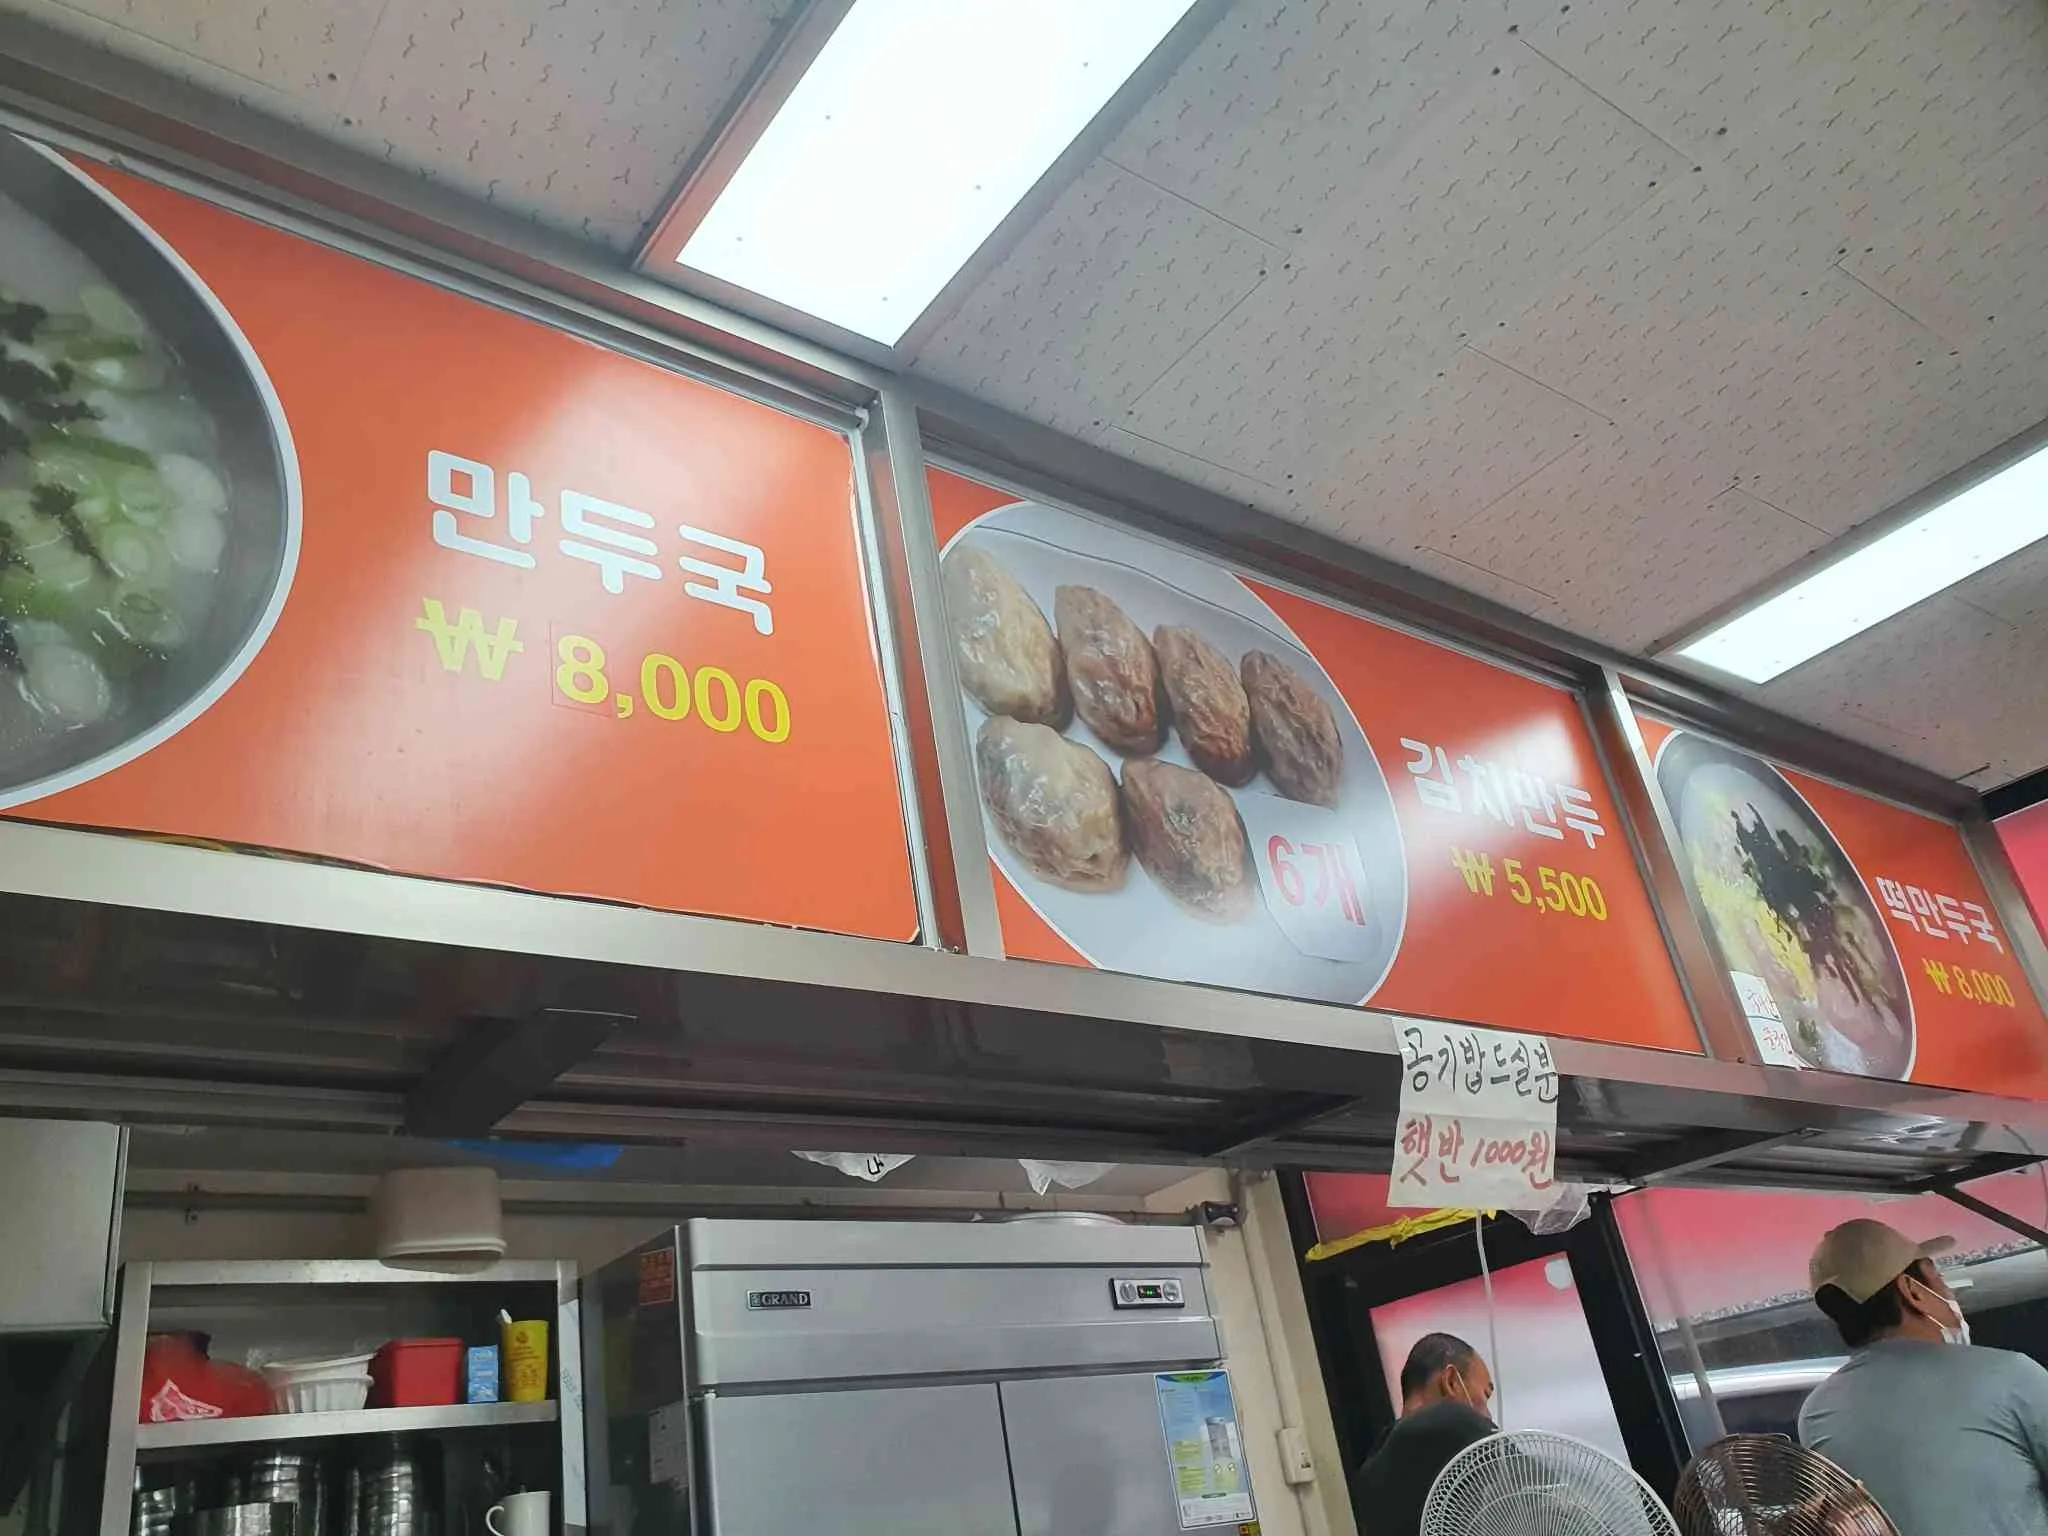 만두국
₩ 8,000
6개
김치만두
₩ 5,500
떡만두국
₩ 8,000
공기밥드실분
햇반 1000원
GRAND